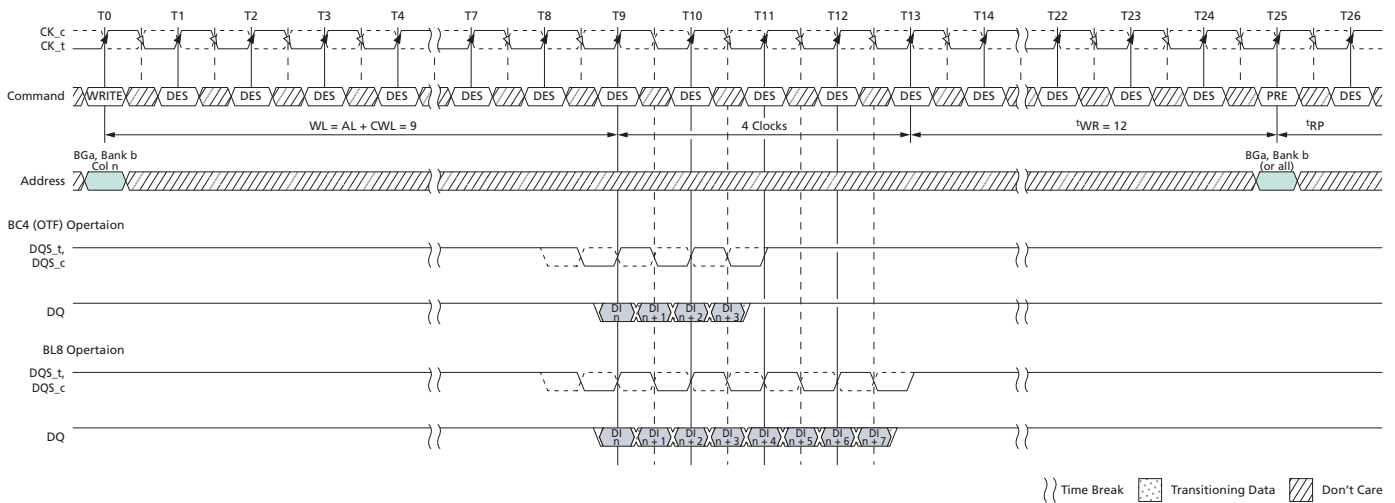 T0 T1 T2 T3 T4 T7 T8 T9 T10 T11 T12 T13 T14 T22 T23 T24 T25 T26
CK_c
CK_t
Command WRITE DES DES DES DES DES DES DES DES DES DES DES DES DES DES DES PRE DES
WL = AL + CWL = 9 4 Clocks tWR = 12 tRP
BGa, Bank b
Col n
BGa, Bank b
(or all)
Address
BC4 (OTF) Opertaion
DQS_t,
DQS_c
DQ DI n DI n + 1 DI n + 2 DI n + 3
BL8 Opertaion
DQS_t,
DQS_c
DQ DI n DI n + 1 DI n + 2 DI n + 3 DI n + 4 DI n + 5 DI n + 6 DI n + 7
Time Break Transitioning Data Don't Care